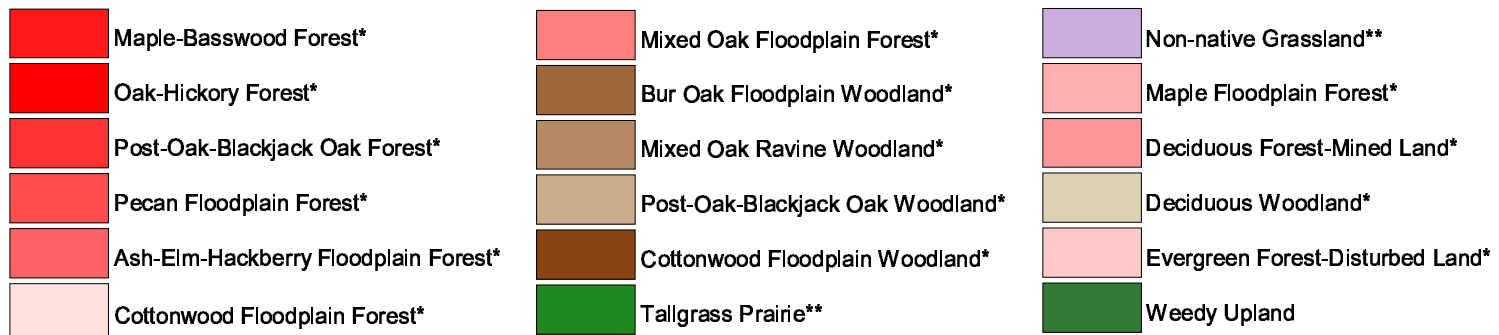 Maple-Basswood Forest*
Oak-Hickory Forest*
Post-Oak-Blackjack Oak Forest*
Pecan Floodplain Forest*
Ash-Elm-Hackberry Floodplain Forest*
Cottonwood Floodplain Forest*
Mixed Oak Floodplain Forest*
Bur Oak Floodplain Woodland*
Mixed Oak Ravine Woodland*
Post-Oak-Blackjack Oak Woodland*
Cottonwood Floodplain Woodland*
Tallgrass Prairie**
Non-native Grassland**
Maple Floodplain Forest*
Deciduous Forest-Mined Land*
Deciduous Woodland*
Evergreen Forest-Disturbed Land*
Weedy Upland